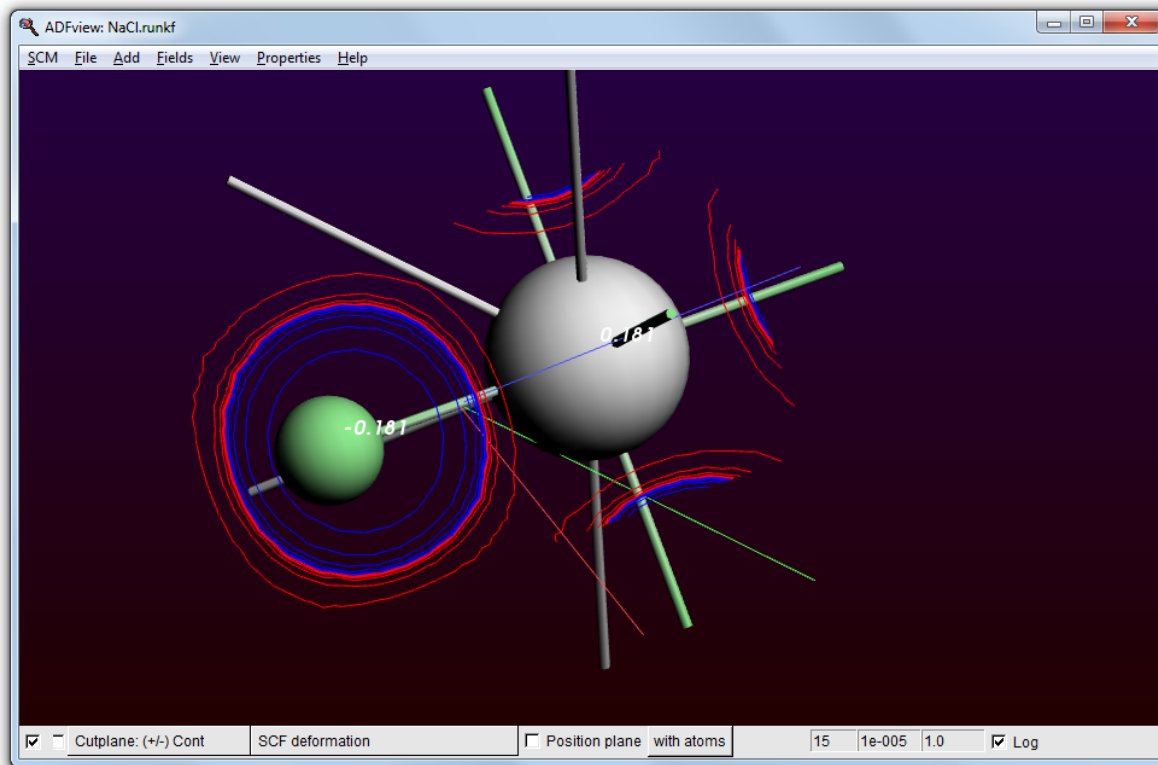 ADFview: NaCl.runkf
SCM File Add Fields View Properties Help
0.181
-0.181
Cutplane: (+/-) Cont SCF deformation Position plane with atoms 15 1e-005 1.0 Log